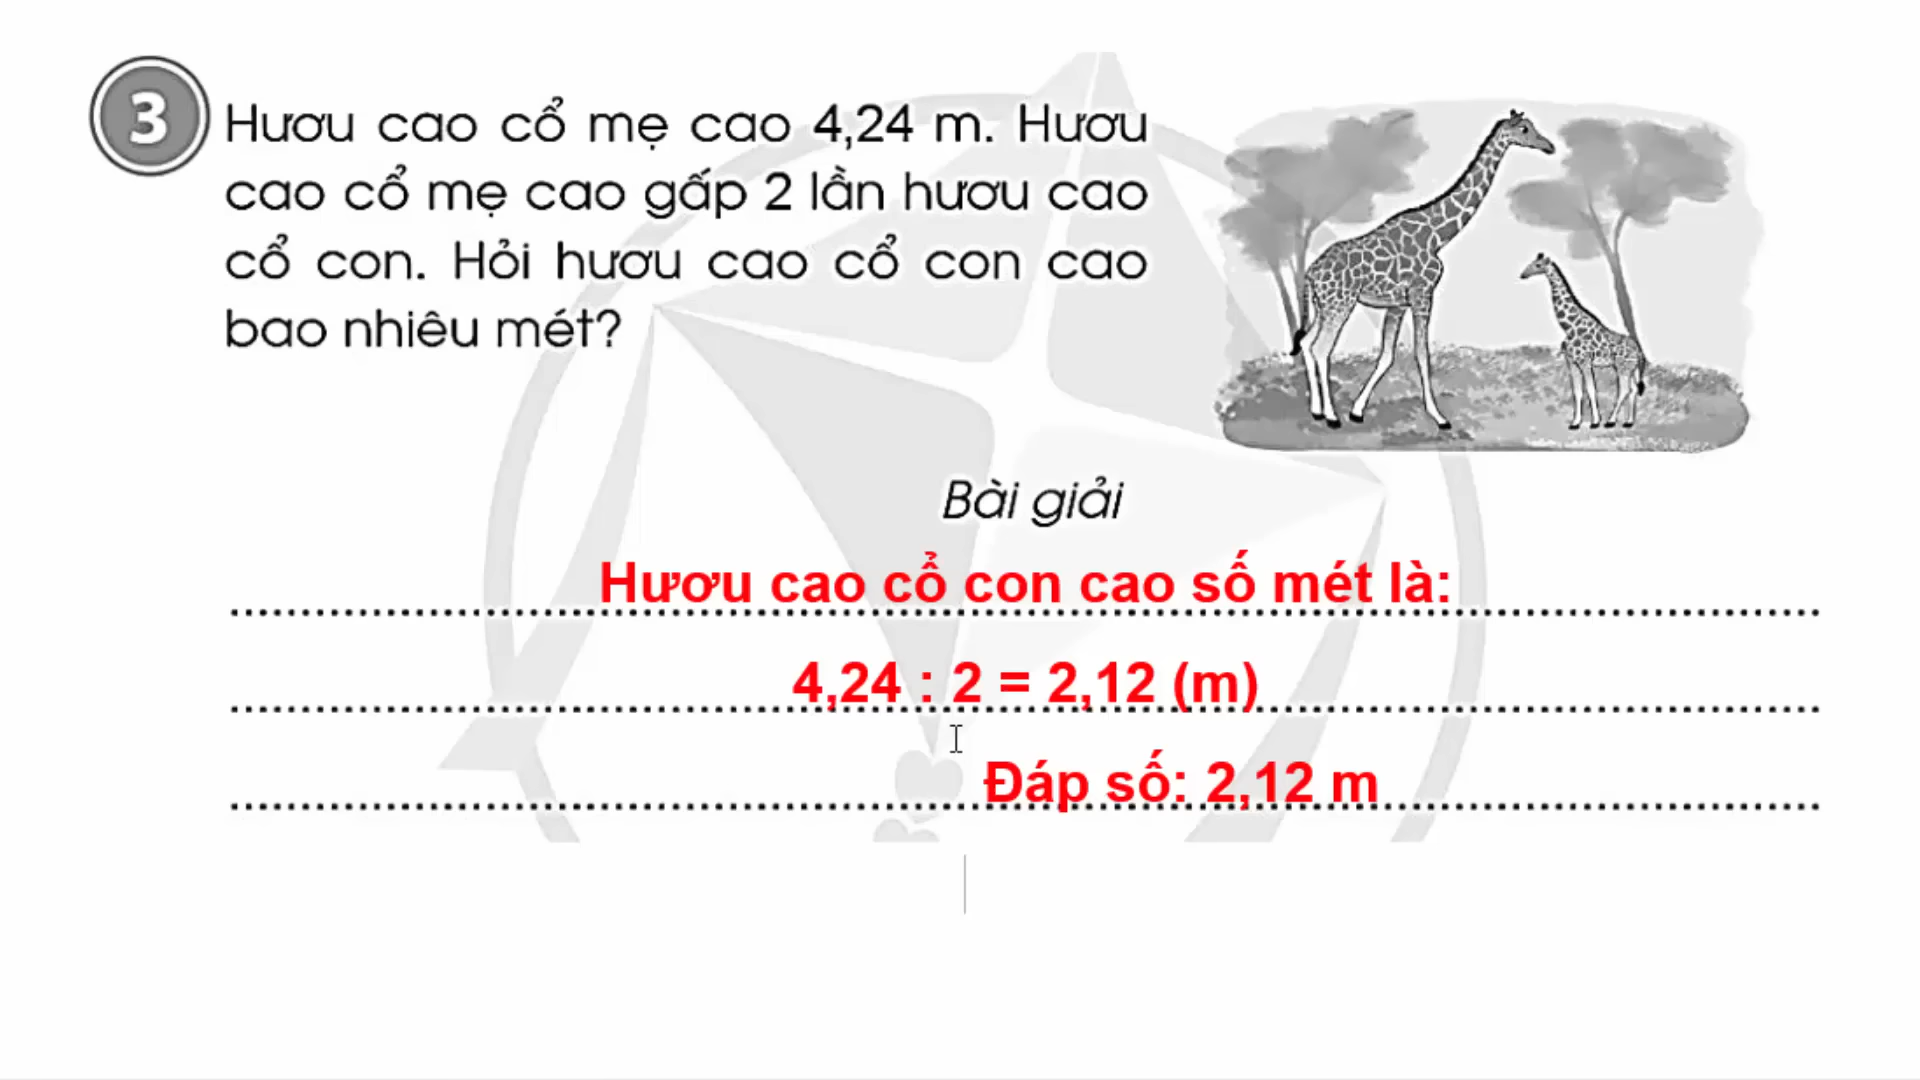 3
Hươu cao cổ mẹ cao 4,24 m. Hươu
cao cổ mẹ cao gấp 2 lần hươu cao
cổ con. Hỏi hươu cao cổ con cao
bao nhiêu mét?
Bài giải
Hươu cao cổ con cao số mét là:
4,24 : 2 = 2,12 (m)
Đáp số: 2,12 m